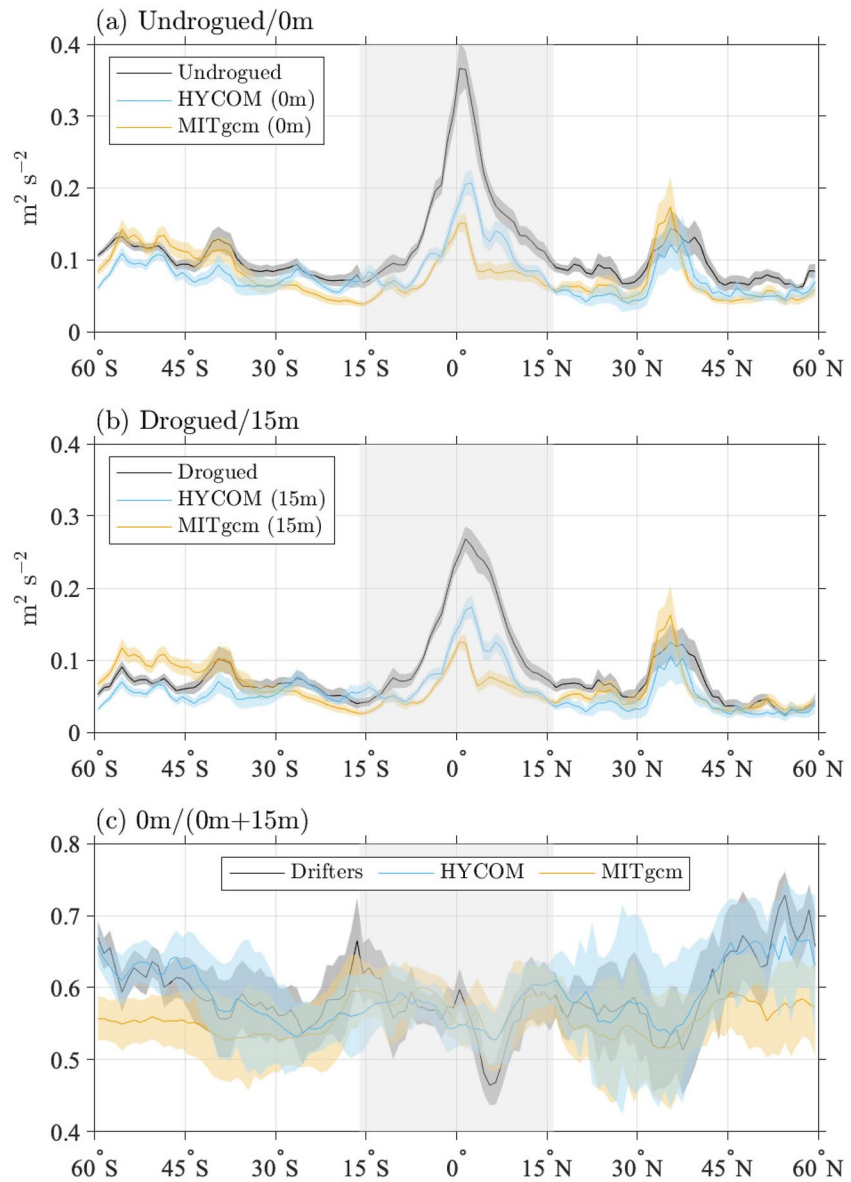 (a) Undrogued/0m
0.4
0.3
0.2
0.1
0
m² s⁻²
Undrogued
HYCOM (0m)
MITgcm (0m)
60°S 45°S 30°S 15°S 0° 15°N 30°N 45°N 60°N
(b) Drogued/15m
0.4
0.3
0.2
0.1
0
m² s⁻²
Drogued
HYCOM (15m)
MITgcm (15m)
60°S 45°S 30°S 15°S 0° 15°N 30°N 45°N 60°N
(c) 0m/(0m+15m)
0.8
0.7
0.6
0.5
0.4
Drifters HYCOM MITgcm
60°S 45°S 30°S 15°S 0° 15°N 30°N 45°N 60°N